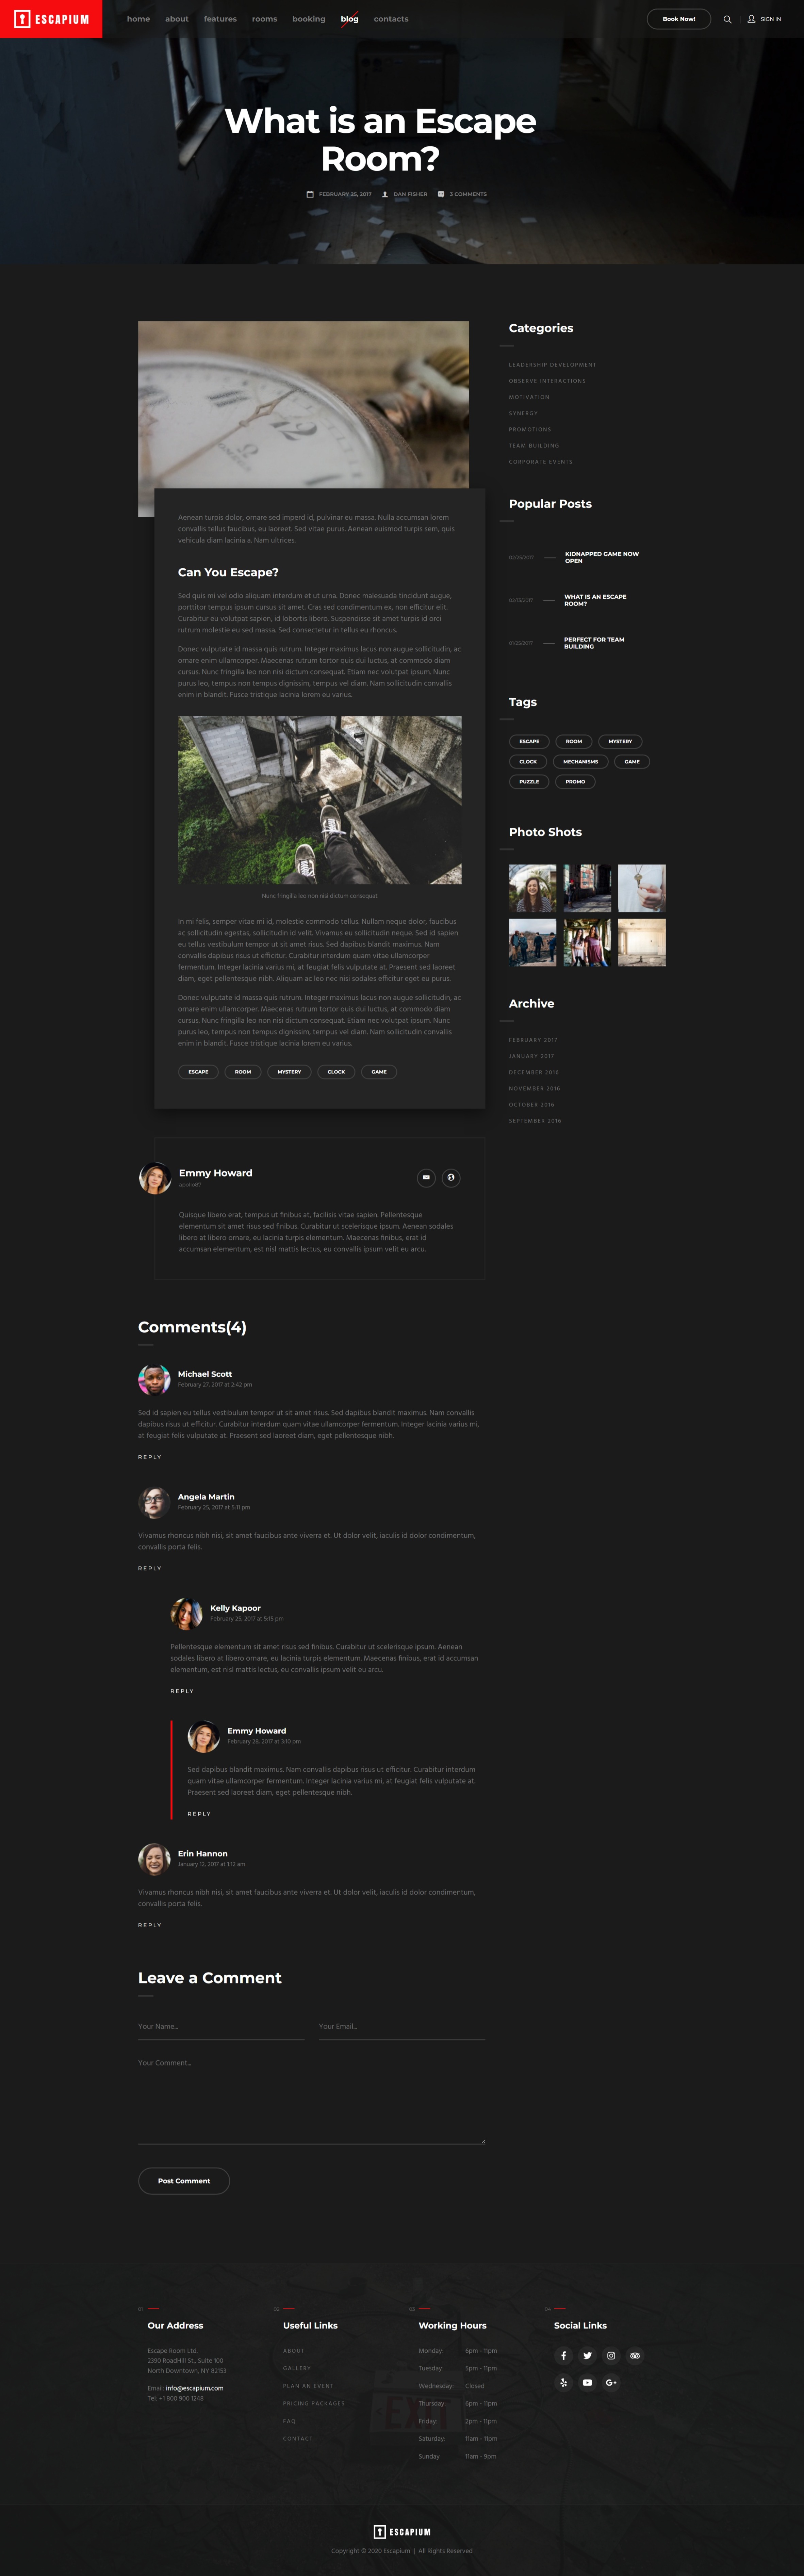 ESCAPIUM
home about features rooms booking blog contacts
Book Now!
SIGN IN
What is an Escape
Room?
FEBRUARY 28, 2017 DAN FISHER 3 COMMENTS
Aenean turpis dolor, ornare sed imperd id, pulvinar eu massa. Nulla accumsan lorem
convallis tellus faucibus, eu laoreet. Sed vitae purus. Aenean euismod turpis sem, quis
vehicula diam lacinia a. Nam ultrices.
Can You Escape?
Sed quis mi vel odio aliquam interdum et ut urna. Donec malesuada tincidunt augue,
porttitor tempus ipsum cursus sit amet. Cras sed condimentum ex, non efficitur elit.
Curabitur eu volutpat sapien, id lobortis libero. Suspendisse sit amet turpis id orci
rutrum molestie eu sed massa. Sed consectetur in tellus eu rhoncus.
Donec vulputate id massa quis rutrum. Integer maximus lacus non augue sollicitudin, ac
ornare enim ullamcorper. Maecenas rutrum tortor quis dui luctus, at commodo diam
cursus. Nunc fringilla leo non nisi dictum consequat. Etiam nec volutpat ipsum. Nunc
purus leo, tempus non tempus dignissim, tempus vel diam. Nam sollicitudin convallis
enim in blandit. Fusce tristique lacinia lorem eu varius.
Nunc fringilla leo non nisi dictum consequat
In mi felis, semper vitae mi id, molestie commodo tellus. Nullam neque dolor, faucibus
ac sollicitudin egestas, sollicitudin id velit. Vivamus eu sollicitudin neque. Sed id sapien
eu tellus vestibulum tempor ut sit amet risus. Sed dapibus blandit maximus. Nam
convallis dapibus risus ut efficitur. Curabitur interdum quam vitae ullamcorper
fermentum. Integer lacinia varius mi, at feugiat felis vulputate at. Praesent sed laoreet
diam, eget pellentesque nibh. Aliquam ac leo nec nisi sodales efficitur eget eu purus.
Donec vulputate id massa quis rutrum. Integer maximus lacus non augue sollicitudin, ac
ornare enim ullamcorper. Maecenas rutrum tortor quis dui luctus, at commodo diam
cursus. Nunc fringilla leo non nisi dictum consequat. Etiam nec volutpat ipsum. Nunc
purus leo, tempus non tempus dignissim, tempus vel diam. Nam sollicitudin convallis
enim in blandit. Fusce tristique lacinia lorem eu varius.
ESCAPE ROOM MYSTERY CLOCK GAME
Emmy Howard
Quisque libero erat, tempus ut finibus at, facilisis vitae sapien. Pellentesque
elementum sit amet risus sed finibus. Curabitur ut scelerisque ipsum. Aenean sodales
libero at libero ornare, eu lacinia turpis elementum. Maecenas finibus, erat id
accumsan elementum, est nisl mattis lectus, eu convallis ipsum velit eu arcu.
Comments(4)
Michael Scott
February 27, 2017 at 2:42 pm
Sed id sapien eu tellus vestibulum tempor ut sit amet risus. Sed dapibus blandit maximus. Nam convallis
dapibus risus ut efficitur. Curabitur interdum quam vitae ullamcorper fermentum. Integer lacinia varius mi,
at feugiat felis vulputate at. Praesent sed laoreet diam, eget pellentesque nibh.
REPLY
Angela Martin
February 25, 2017 at 5:11 pm
Vivamus rhoncus nibh nisi, sit amet faucibus ante viverra et. Ut dolor velit, iaculis id dolor condimentum,
convallis porta felis.
REPLY
Kelly Kapoor
February 25, 2017 at 5:15 pm
Pellentesque elementum sit amet risus sed finibus. Curabitur ut scelerisque ipsum. Aenean
sodales libero at libero ornare, eu lacinia turpis elementum. Maecenas finibus, erat id accumsan
elementum, est nisl mattis lectus, eu convallis ipsum velit eu arcu.
REPLY
Emmy Howard
February 28, 2017 at 3:10 pm
Sed dapibus blandit maximus. Nam convallis dapibus risus ut efficitur. Curabitur interdum
quam vitae ullamcorper fermentum. Integer lacinia varius mi, at feugiat felis vulputate at.
Praesent sed laoreet diam, eget pellentesque nibh.
REPLY
Erin Hannon
January 12, 2017 at 1:12 am
Vivamus rhoncus nibh nisi, sit amet faucibus ante viverra et. Ut dolor velit, iaculis id dolor condimentum,
convallis porta felis.
REPLY
Leave a Comment
Your Name... Your Email...
Your Comment...
Post Comment
Categories
LEADERSHIP DEVELOPMENT
OBSERVE INTERACTIONS
MOTIVATION
SYNERGY
PROMOTIONS
TEAM BUILDING
CORPORATE EVENTS
Popular Posts
KIDNAPPED GAME NOW
OPEN
WHAT IS AN ESCAPE
ROOM?
PERFECT FOR TEAM
BUILDING
Tags
ESCAPE ROOM MYSTERY
CLOCK MECHANISMS GAME
PUZZLE PROMO
Photo Shots
Archive
FEBRUARY 2017
JANUARY 2017
DECEMBER 2016
NOVEMBER 2016
OCTOBER 2016
SEPTEMBER 2016
01
Our Address
Escape Room Ltd.
2390 RoadHill St., Suite 100
North Downtown, NY 82153
Email: info@escapium.com
Tel: +1 800 900 1248
02
Useful Links
ABOUT
GALLERY
PLAN AN EVENT
PRICING PACKAGES
FAQ
CONTACT
03
Working Hours
Monday: 6pm - 11pm
Tuesday: 5pm - 11pm
Wednesday: Closed
Thursday: 6pm - 11pm
Friday: 2pm - 11pm
Saturday: 11am - 11pm
Sunday 11am - 9pm
EXIT
04
Social Links
ESCAPIUM
Copyright © 2020 Escapium | All Rights Reserved